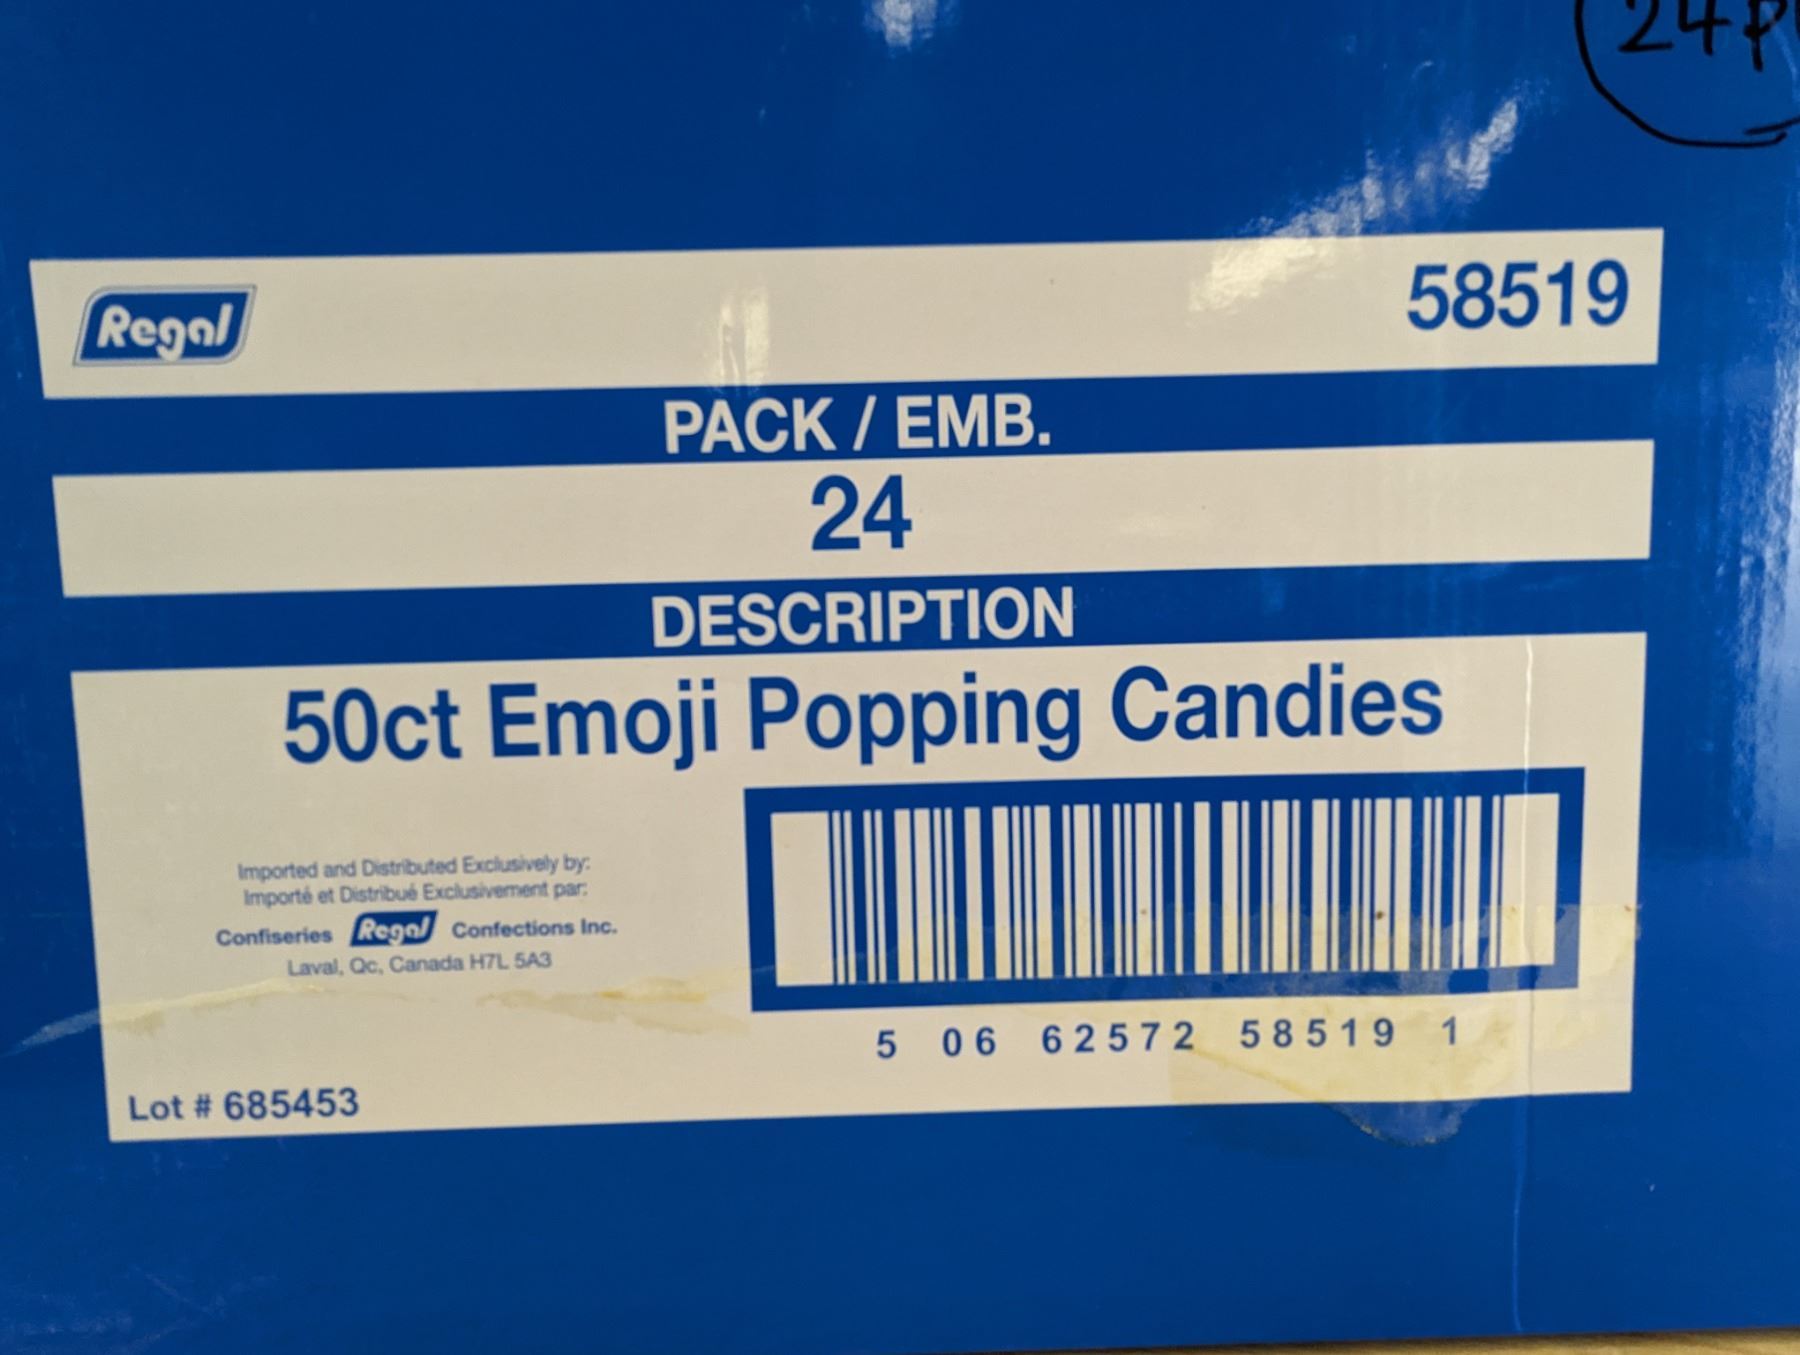 24
Regal
58519
PACK / EMB.
24
DESCRIPTION
50ct Emoji Popping Candies
Imported and Distributed Exclusively by:
Importé et Distribué Exclusivement par:
Confiseries Regal Confections Inc.
Laval, Qc, Canada H7L 5A3
5 06 62572 58519 1
Lot # 685453